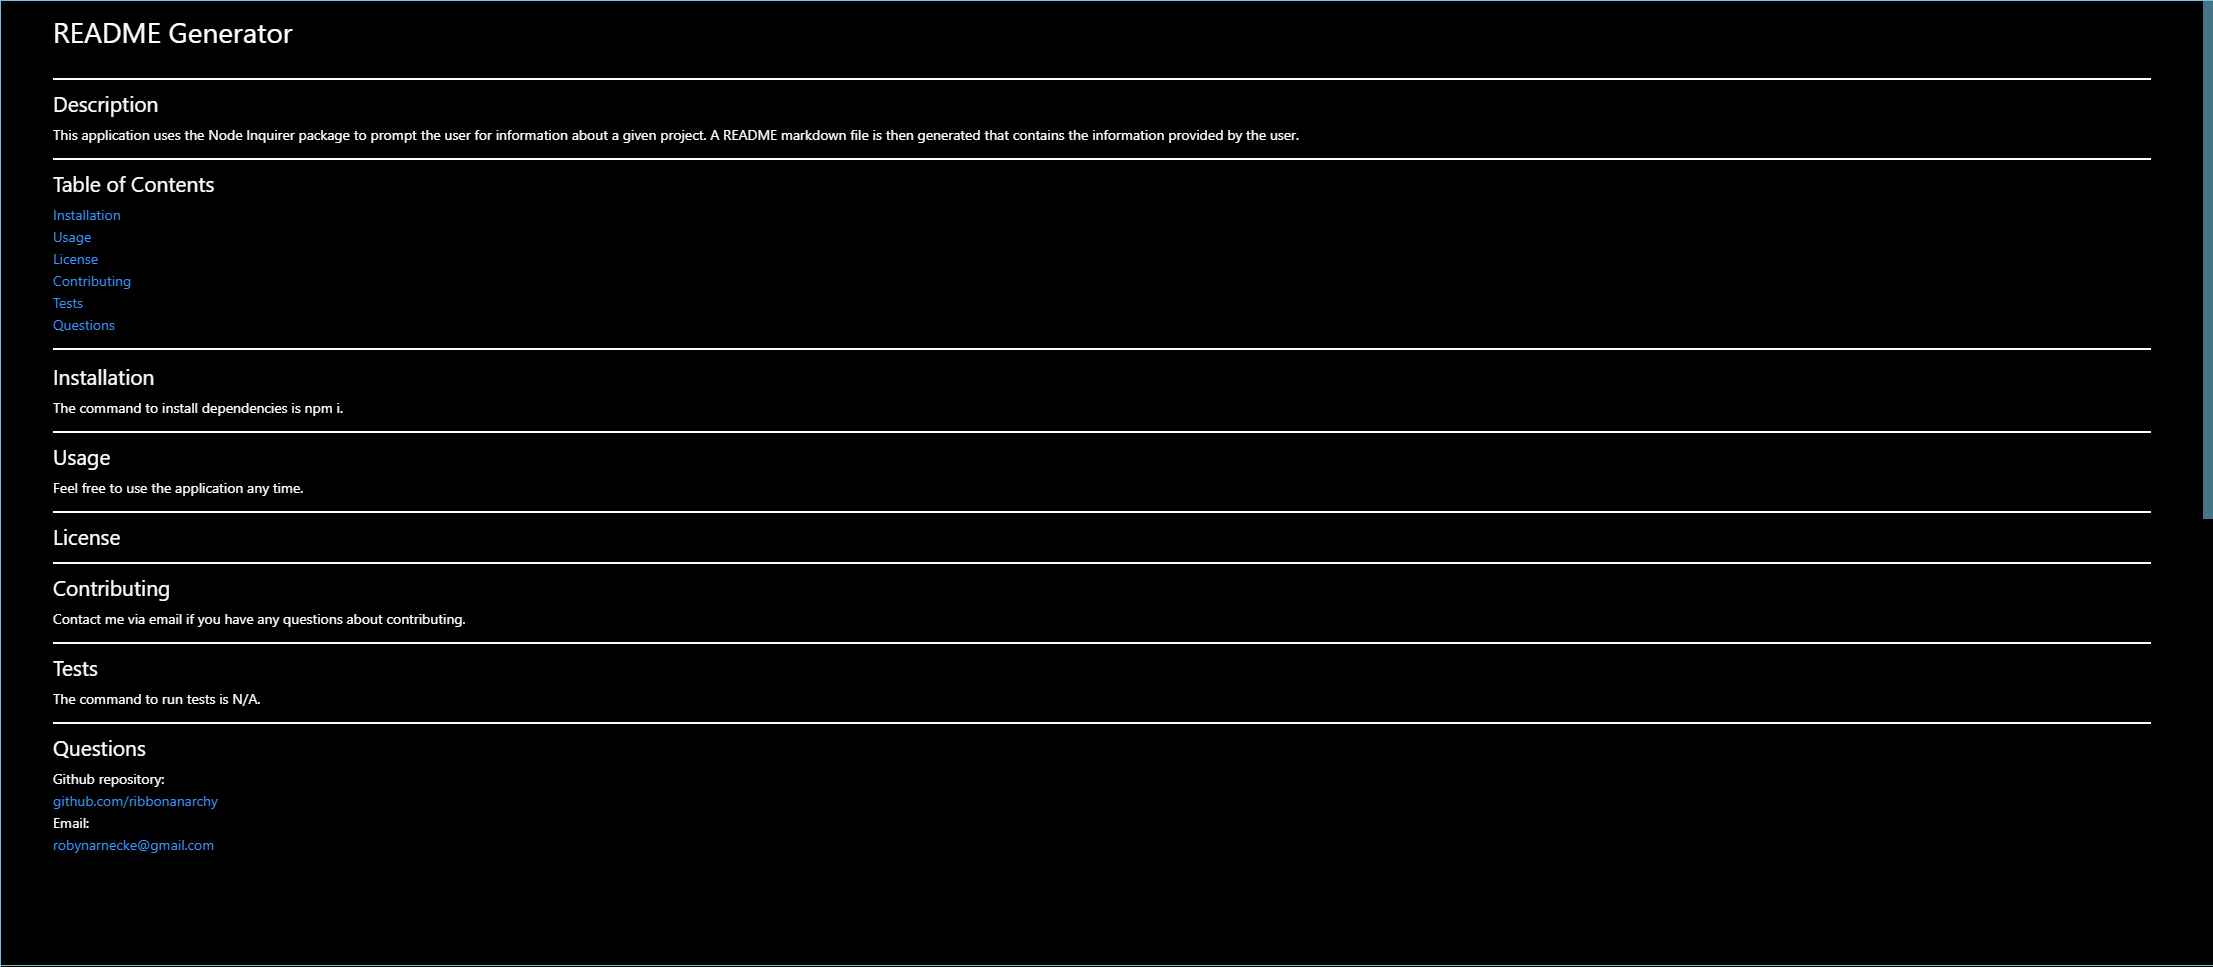 README Generator
Description
This application uses the Node Inquirer package to prompt the user for information about a given project. A README markdown file is then generated that contains the information provided by the user.
Table of Contents
Installation
Usage
License
Contributing
Tests
Questions
Installation
The command to install dependencies is npm i.
Usage
Feel free to use the application any time.
License
Contributing
Contact me via email if you have any questions about contributing.
Tests
The command to run tests is N/A.
Questions
Github repository:
github.com/ribbonanarchy
Email:
robynarnecke@gmail.com